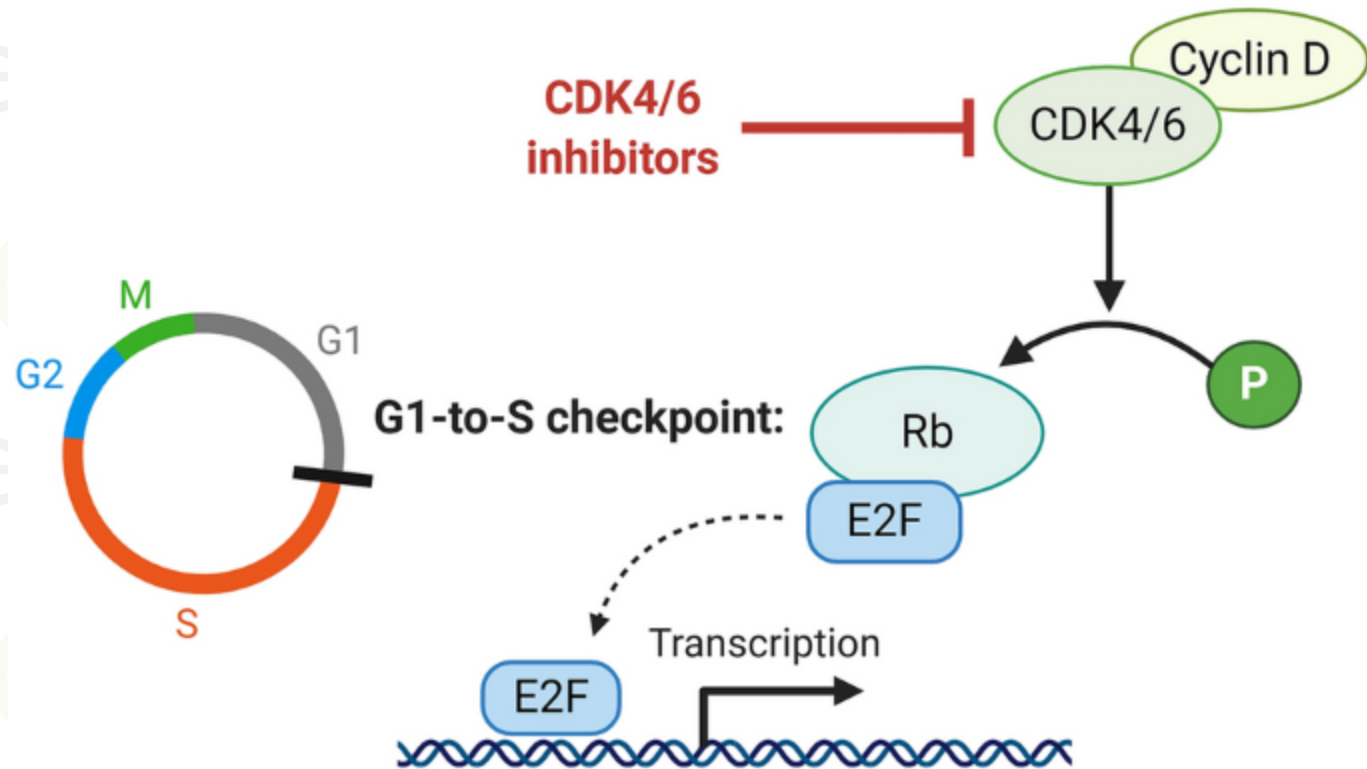 Cyclin D
CDK4/6
inhibitors
CDK4/6
M
G1
G2
P
G1-to-S checkpoint:
Rb
E2F
S
Transcription
E2F